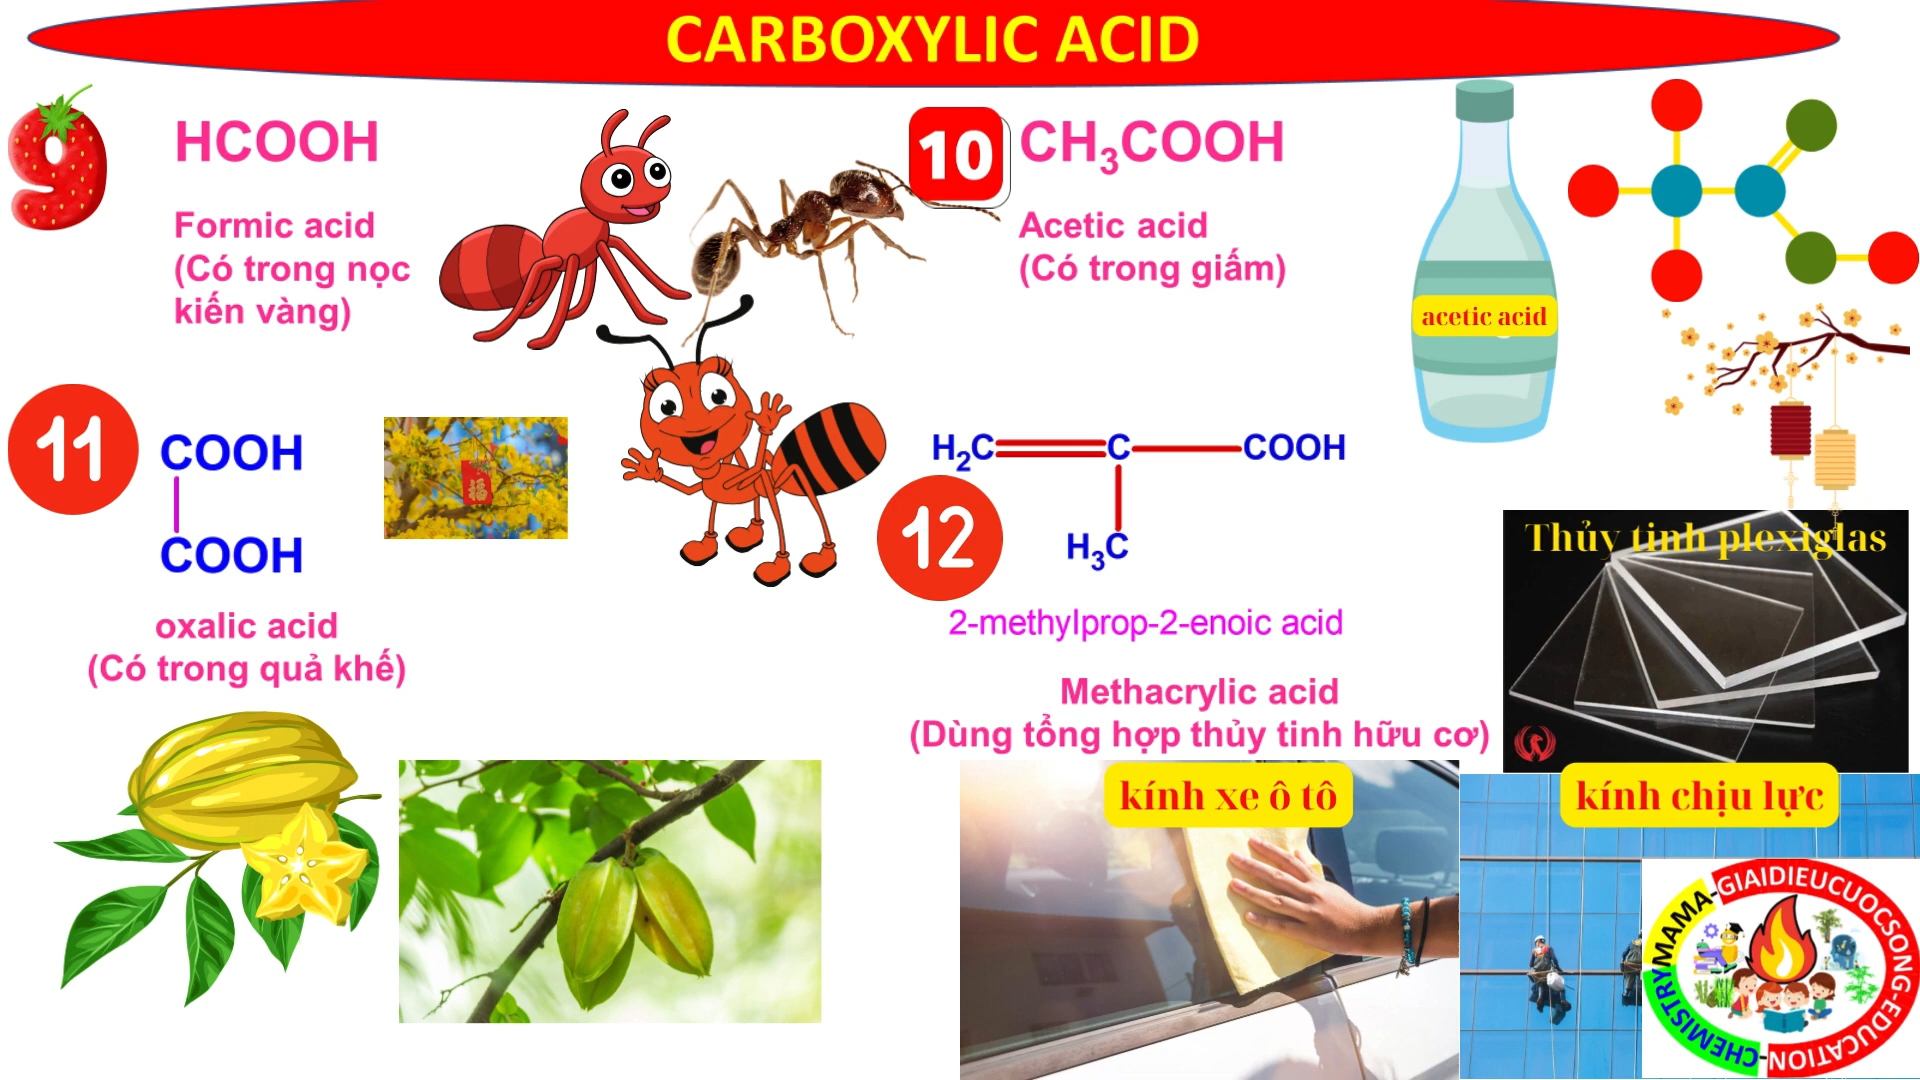 CARBOXYLIC ACID
9
HCOOH
Formic acid
(Có trong nọc
kiến vàng)
10
CH₃COOH
Acetic acid
(Có trong giấm)
acetic acid
11
COOH
COOH
oxalic acid
(Có trong quả khế)
福
12
H₂C C COOH
H₃C
2-methylprop-2-enoic acid
Methacrylic acid
(Dùng tổng hợp thủy tinh hữu cơ)
Thủy tinh plexiglas
kính xe ô tô
kính chịu lực
CHEMISTRYMAMA-GIAIDIEUCUOCSONG-EDUCATION-